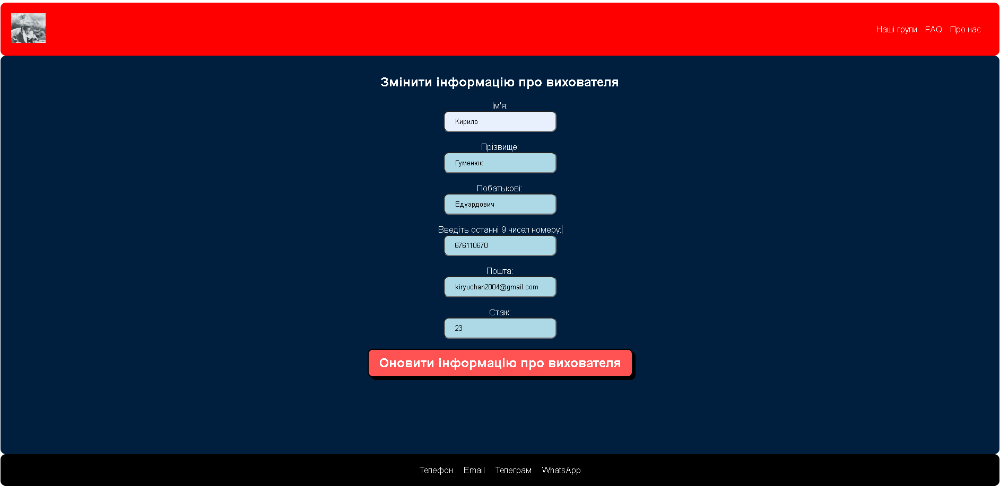 Наші групи FAQ Про нас
Змінити інформацію про вихователя
Ім'я:
Кирило
Прізвище:
Гуменюк
Побатькові:
Едуардович
Введіть останні 9 чисел номеру:
676110670
Пошта:
kiryuchan2004@gmail.com
Стаж:
23
Оновити інформацію про вихователя
Телефон Email Телеграм WhatsApp